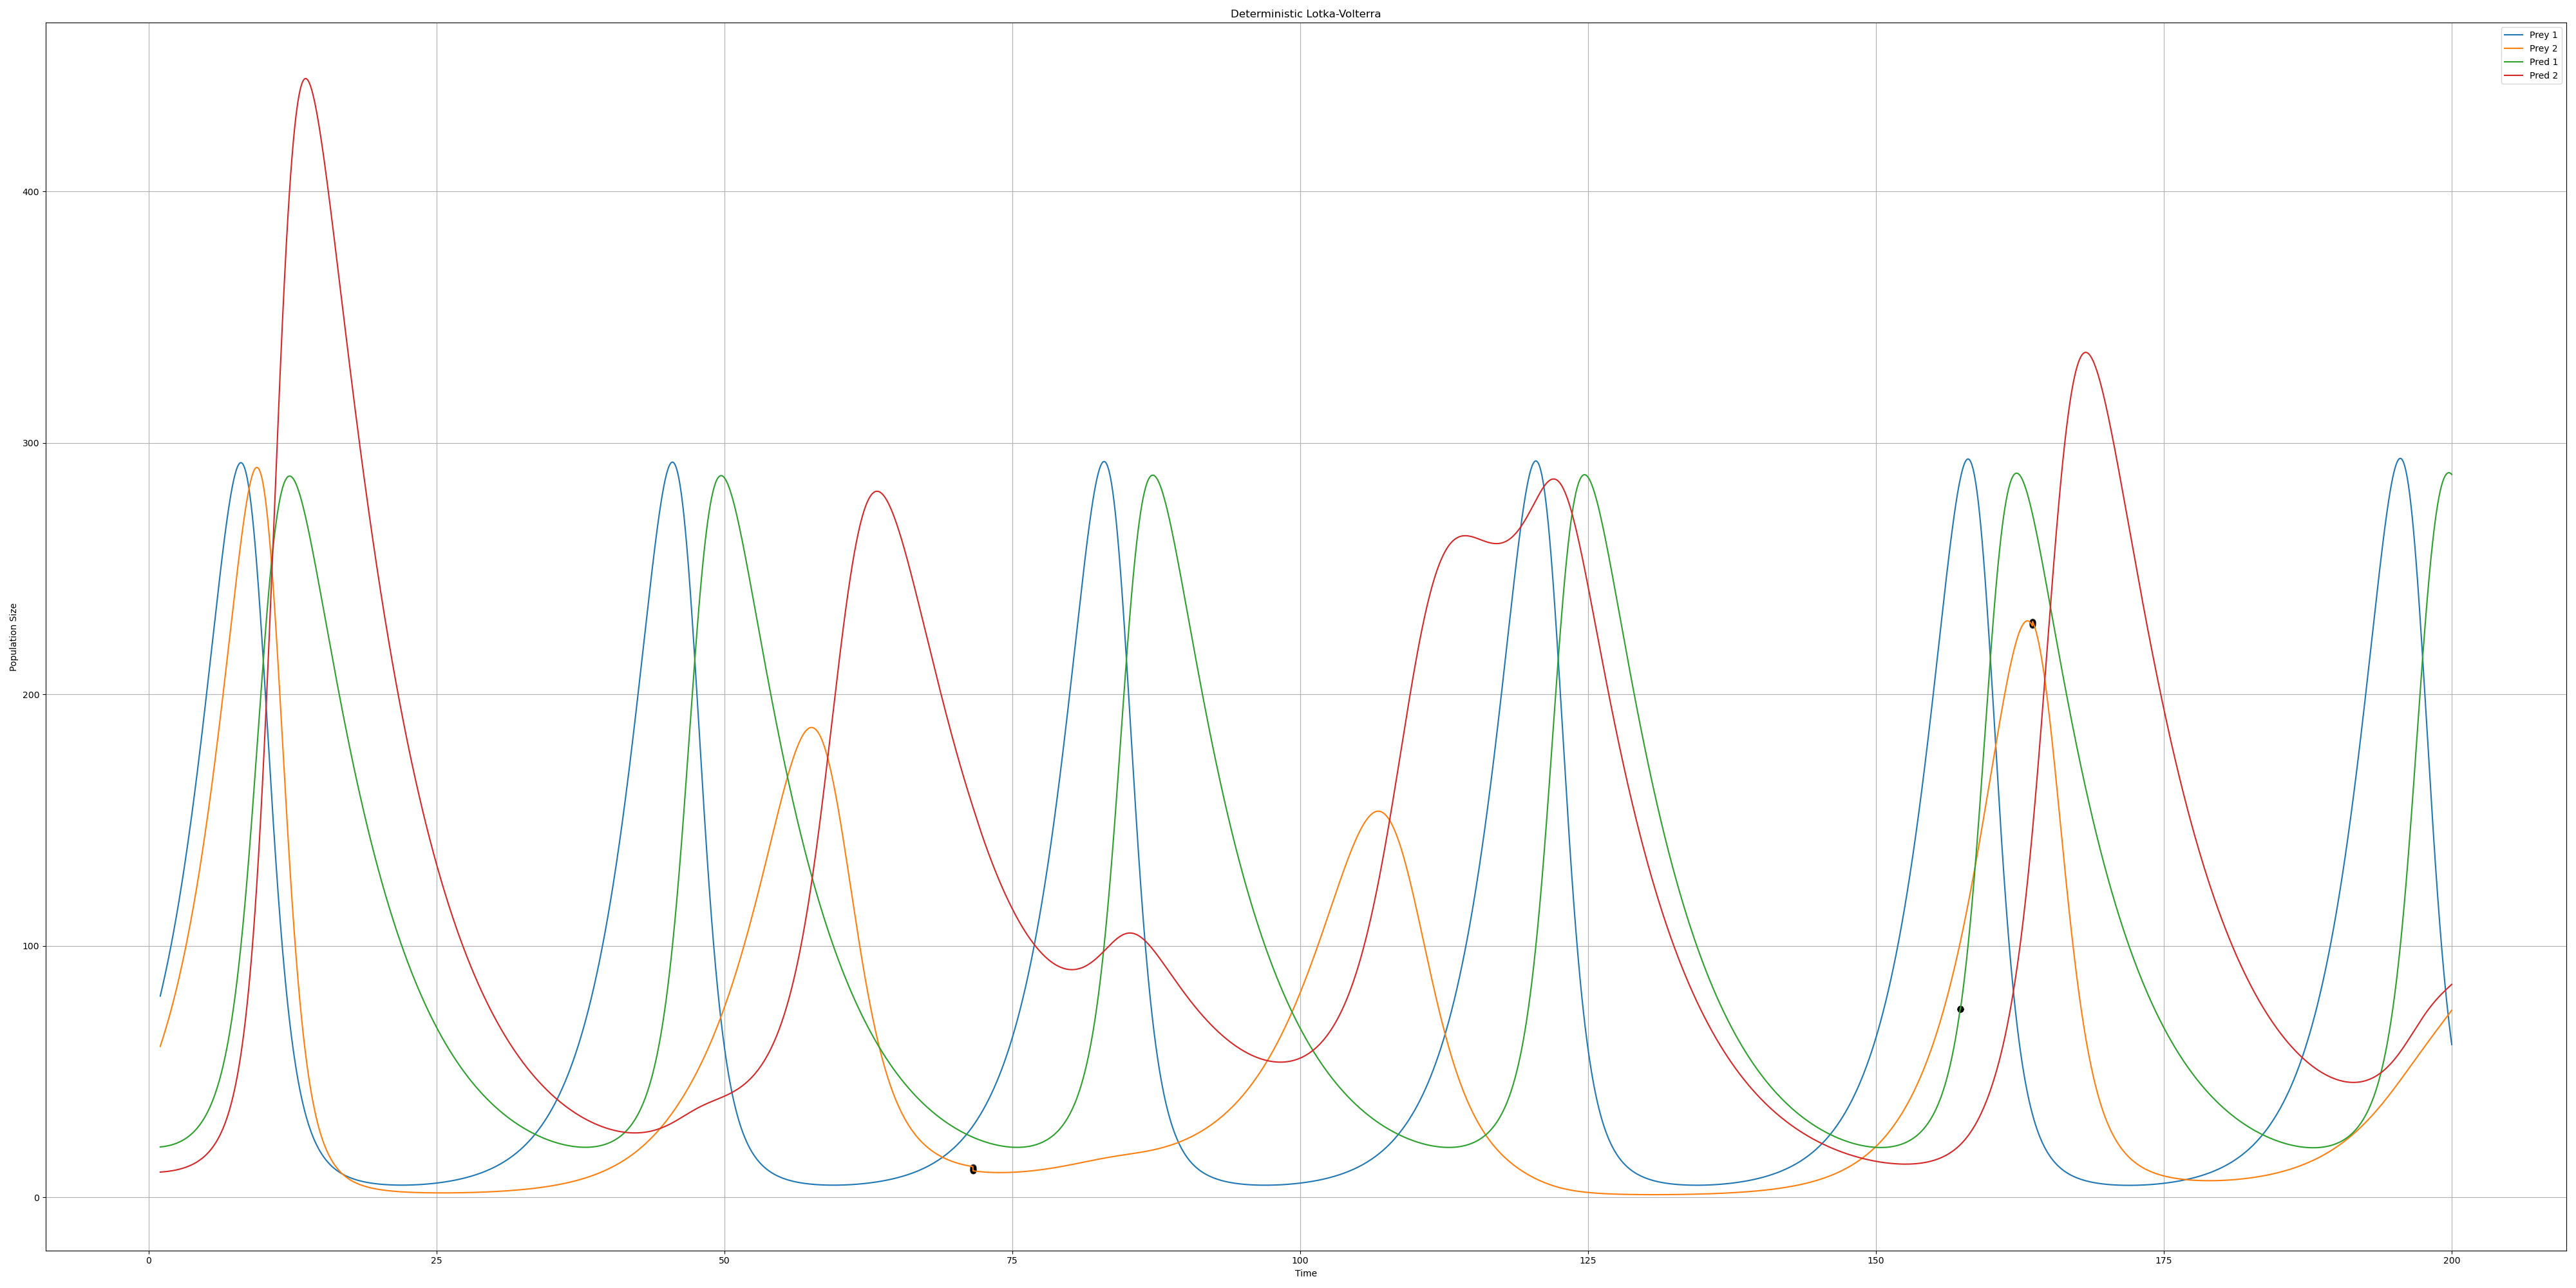 Deterministic Lotka-Volterra
Prey 1
Prey 2
Pred 1
Pred 2
400
300
200
100
0
Population Size
0 25 50 75 100 125 150 175 200
Time